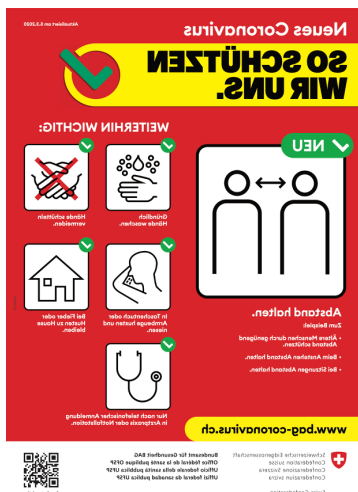 Neues Coronavirus
Aktualisiert am 6.3.2020
SO SCHÜTZEN
WIR UNS.
NEU
Abstand halten.
Zum Beispiel:
• Ältere Menschen durch genügend
Abstand schützen.
• Beim Anstehen Abstand halten.
• Bei Sitzungen Abstand halten.
WEITERHIN WICHTIG:
Gründlich
Hände waschen.
Hände schütteln
vermeiden.
In Taschentuch oder
Armbeuge husten und
niesen.
Bei Fieber oder
Husten zu Hause
bleiben.
Nur nach telefonischer Anmeldung
in Arztpraxis oder Notfallstation.
www.bag-coronavirus.ch
Schweizerische Eidgenossenschaft
Confédération suisse
Confederazione Svizzera
Confederaziun svizra
Bundesamt für Gesundheit BAG
Office fédéral de la santé publique OFSP
Ufficio federale della sanità pubblica UFSP
Uffizi federal da sanadad publica UFSP